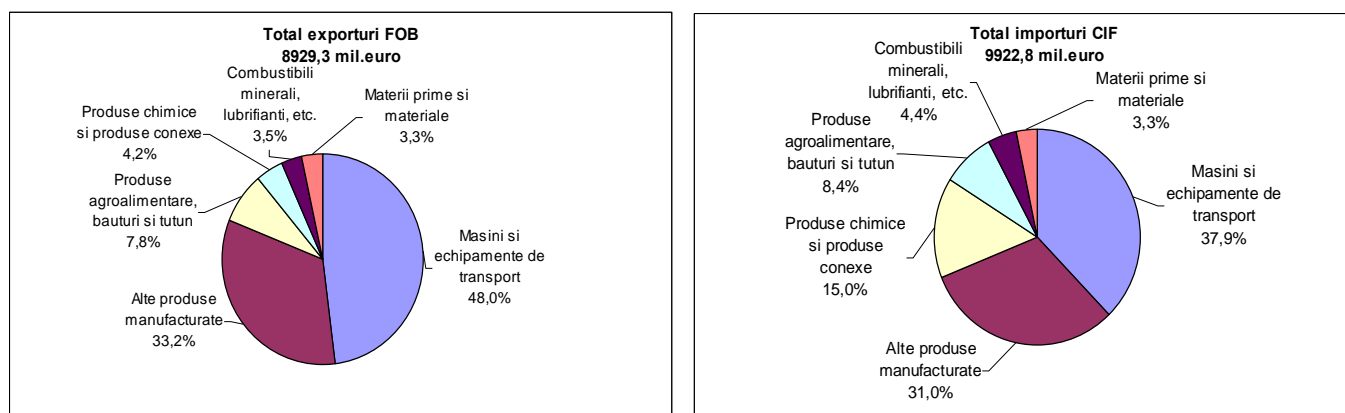 Total exporturi FOB
8929,3 mil.euro
Combustibili
minerali,
lubrifianti, etc.
3,5%
Materii prime si
materiale
3,3%
Produse chimice
si produse conexe
4,2%
Produse
agroalimentare,
bauturi si tutun
7,8%
Masini si
echipamente de
transport
48,0%
Alte produse
manufacturate
33,2%
Total importuri CIF
9922,8 mil.euro
Combustibili
minerali,
lubrifianti, etc.
4,4%
Materii prime si
materiale
3,3%
Produse
agroalimentare,
bauturi si tutun
8,4%
Masini si
echipamente de
transport
37,9%
Produse chimice
si produse
conexe
15,0%
Alte produse
manufacturate
31,0%